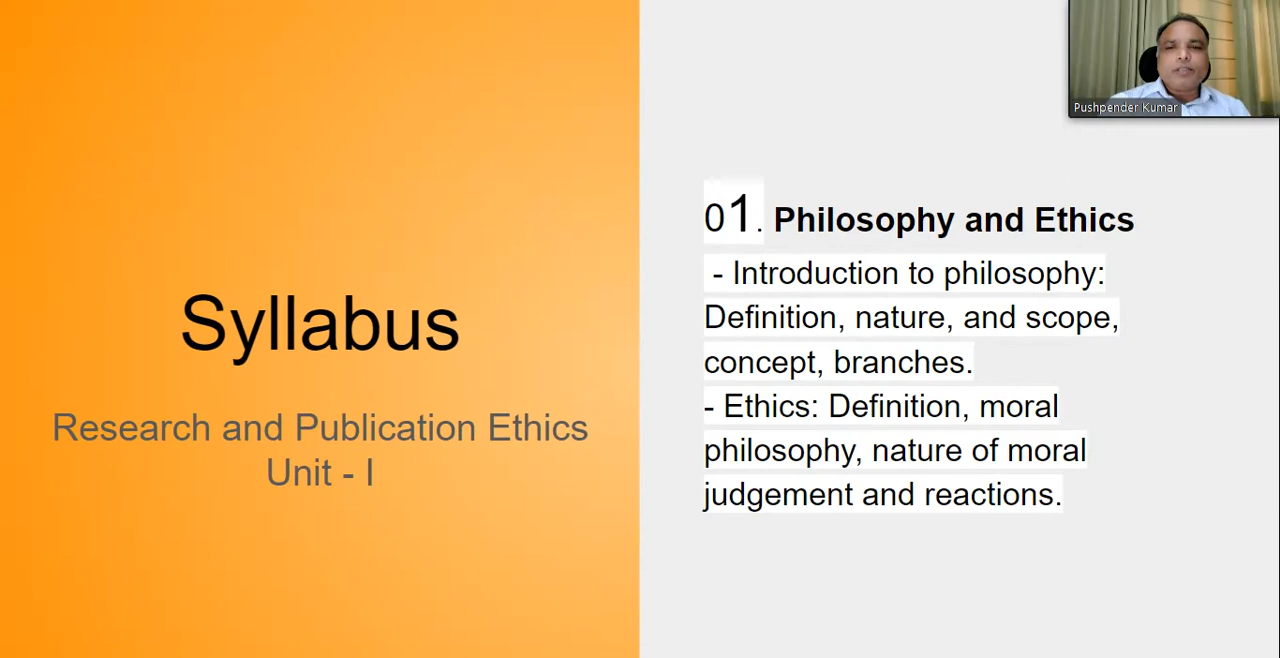 Syllabus
Research and Publication Ethics
Unit - I
Pushpender Kumar
01. Philosophy and Ethics
- Introduction to philosophy:
Definition, nature, and scope,
concept, branches.
- Ethics: Definition, moral
philosophy, nature of moral
judgement and reactions.